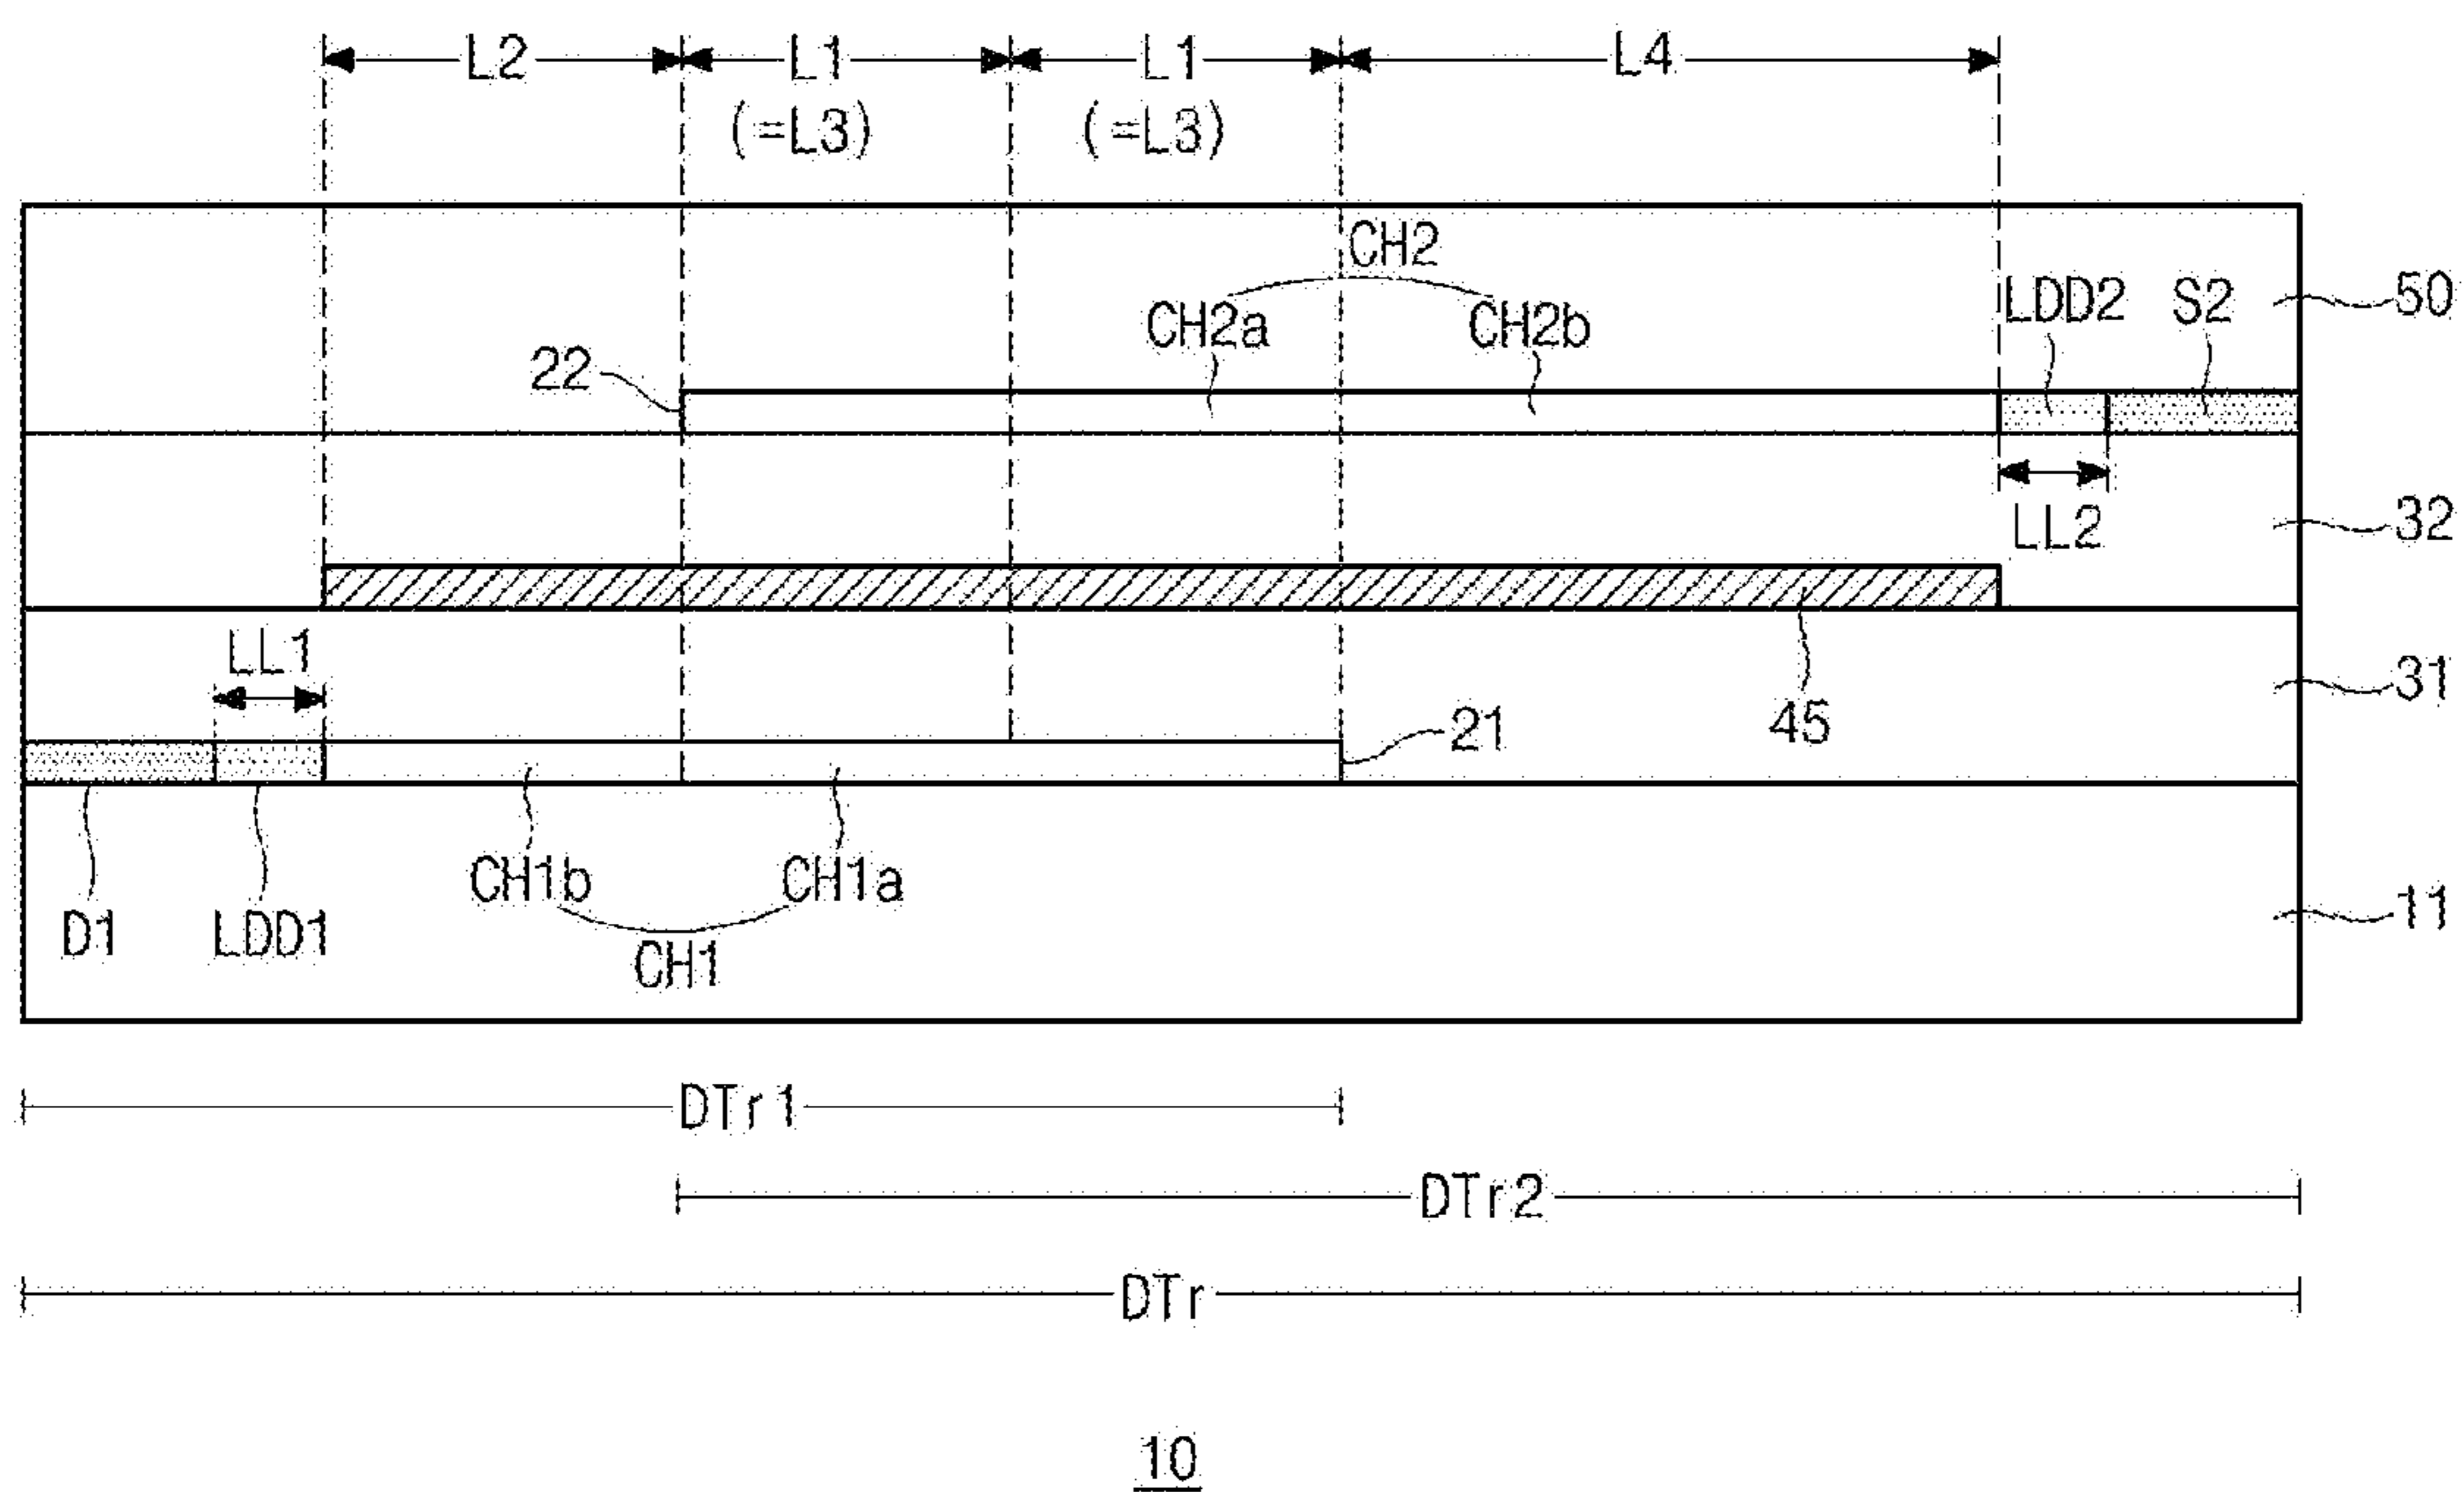 L2 L1 L1 L4
(=L3) (=L3)
CH2
CH2a CH2b LDD2 S2 50
22
LL2 32
LL1 31
45 21
CH1b CH1a 11
D1 LDD1 CH1
DTr1
DTr2
DTr
10